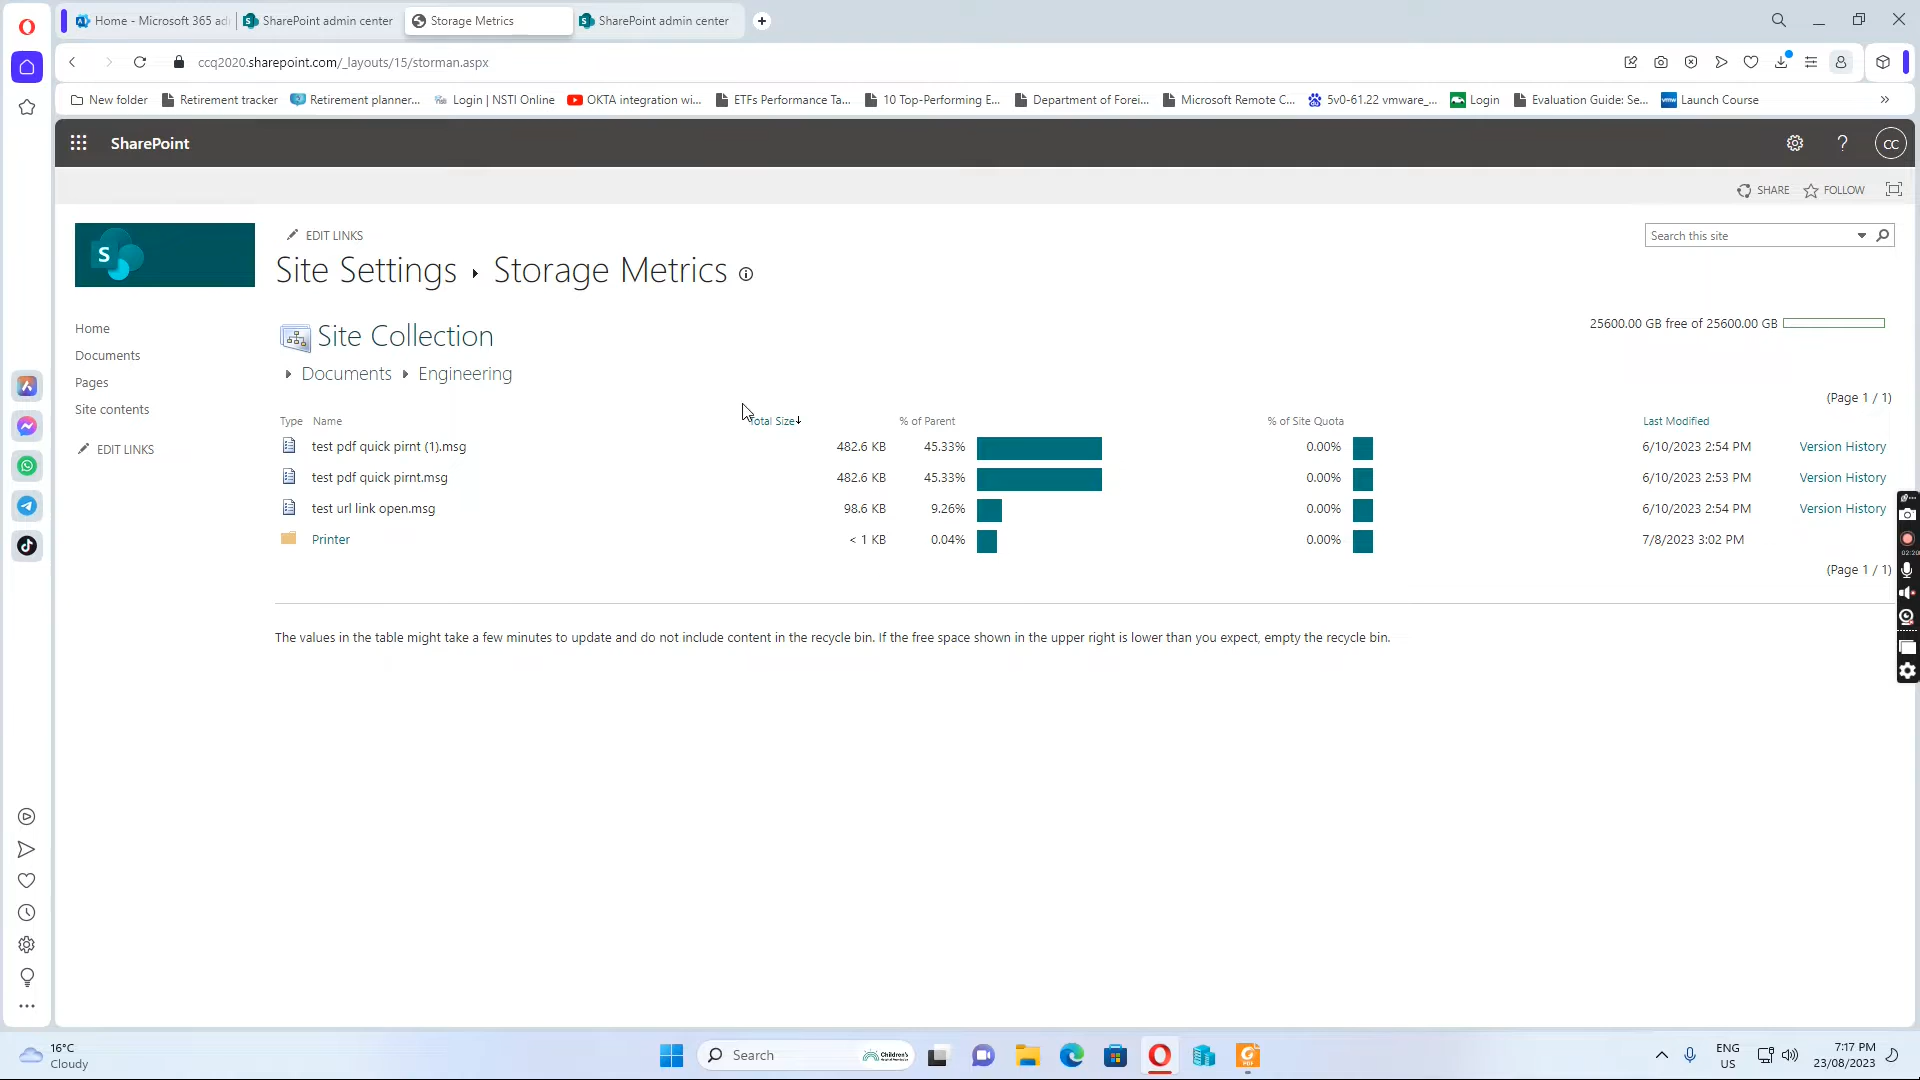 Home - Microsoft 365 ad
SharePoint admin center
Storage Metrics
SharePoint admin center
ccq2020.sharepoint.com/_layouts/15/storman.aspx
New folder
Retirement tracker
Retirement planner...
Login | NSTI Online
OKTA integration wi...
ETFs Performance Ta...
10 Top-Performing E...
Department of Forei...
Microsoft Remote C...
5v0-61.22 vmware_...
Login
Evaluation Guide: Se...
Launch Course
SharePoint
CC
SHARE
FOLLOW
EDIT LINKS
Search this site
Site Settings ▸ Storage Metrics
Home
Documents
Pages
Site contents
EDIT LINKS
Site Collection
25600.00 GB free of 25600.00 GB
▸ Documents ▸ Engineering
(Page 1 / 1)
Type Name Total Size↓ % of Parent % of Site Quota Last Modified
test pdf quick pirnt (1).msg 482.6 KB 45.33% 0.00% 6/10/2023 2:54 PM Version History
test pdf quick pirnt.msg 482.6 KB 45.33% 0.00% 6/10/2023 2:53 PM Version History
test url link open.msg 98.6 KB 9.26% 0.00% 6/10/2023 2:54 PM Version History
Printer < 1 KB 0.04% 0.00% 7/8/2023 3:02 PM
(Page 1 / 1)
The values in the table might take a few minutes to update and do not include content in the recycle bin. If the free space shown in the upper right is lower than you expect, empty the recycle bin.
16°C
Cloudy
Search
ENG
US
7:17 PM
23/08/2023